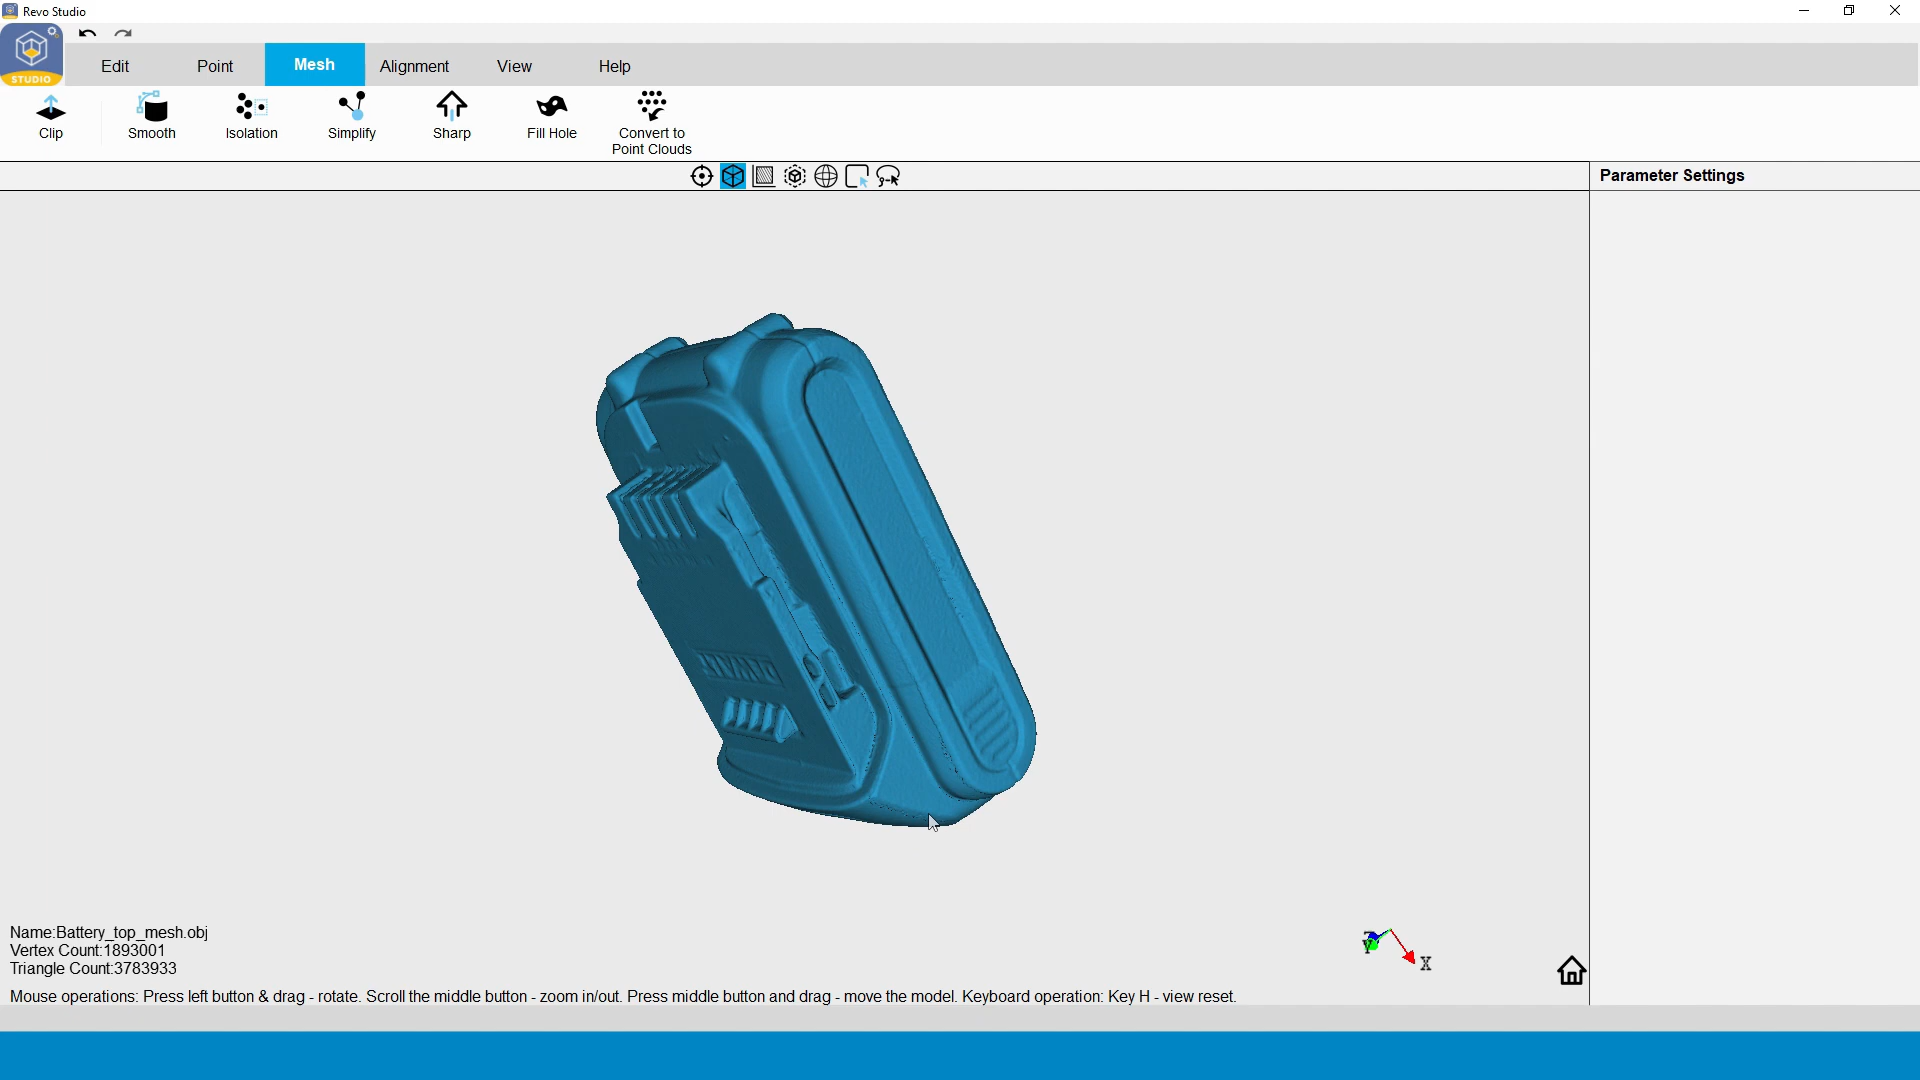 Revo Studio
STUDIO
Edit Point Mesh Alignment View Help
Clip Smooth Isolation Simplify Sharp Fill Hole Convert to
Point Clouds
Parameter Settings
DEWALT
Name:Battery_top_mesh.obj
Vertex Count:1893001
Triangle Count:3783933
Z
Y
X
Mouse operations: Press left button & drag - rotate. Scroll the middle button - zoom in/out. Press middle button and drag - move the model. Keyboard operation: Key H - view reset.